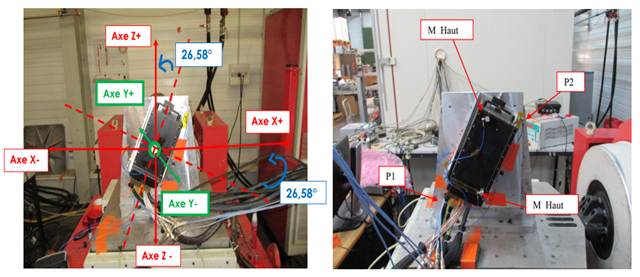 Axe Z+
26,58°
Axe Y+
Axe X+
Axe X-
Axe Y-
26,58°
Axe Z -
M Haut
P2
P1
M Haut